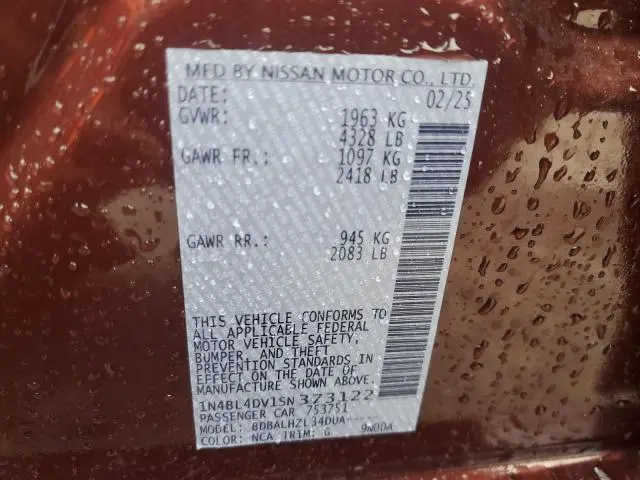 MFD BY NISSAN MOTOR CO., LTD.
DATE: 02/25
GVWR: 1963 KG
4328 LB
GAWR FR.: 1097 KG
2418 LB
GAWR RR.: 945 KG
2083 LB
THIS VEHICLE CONFORMS TO
ALL APPLICABLE FEDERAL
MOTOR VEHICLE SAFETY,
BUMPER, AND THEFT
PREVENTION STANDARDS IN
EFFECT ON THE DATE OF
MANUFACTURE SHOWN ABOVE.
1N4BL4DV1SN373122
PASSENGER CAR 753751
MODEL: BDBALHZL34DUA-----
COLOR: NCA TRIM: G 9N00A